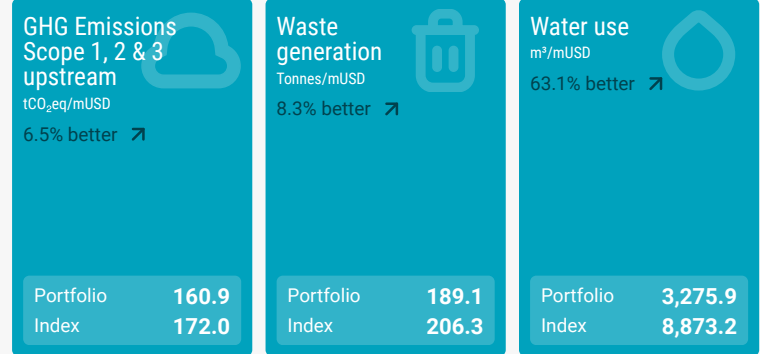 GHG Emissions
Scope 1, 2 & 3
upstream
tCO₂eq/mUSD
6.5% better
Portfolio 160.9
Index 172.0
Waste
generation
Tonnes/mUSD
8.3% better
Portfolio 189.1
Index 206.3
Water use
m³/mUSD
63.1% better
Portfolio 3,275.9
Index 8,873.2